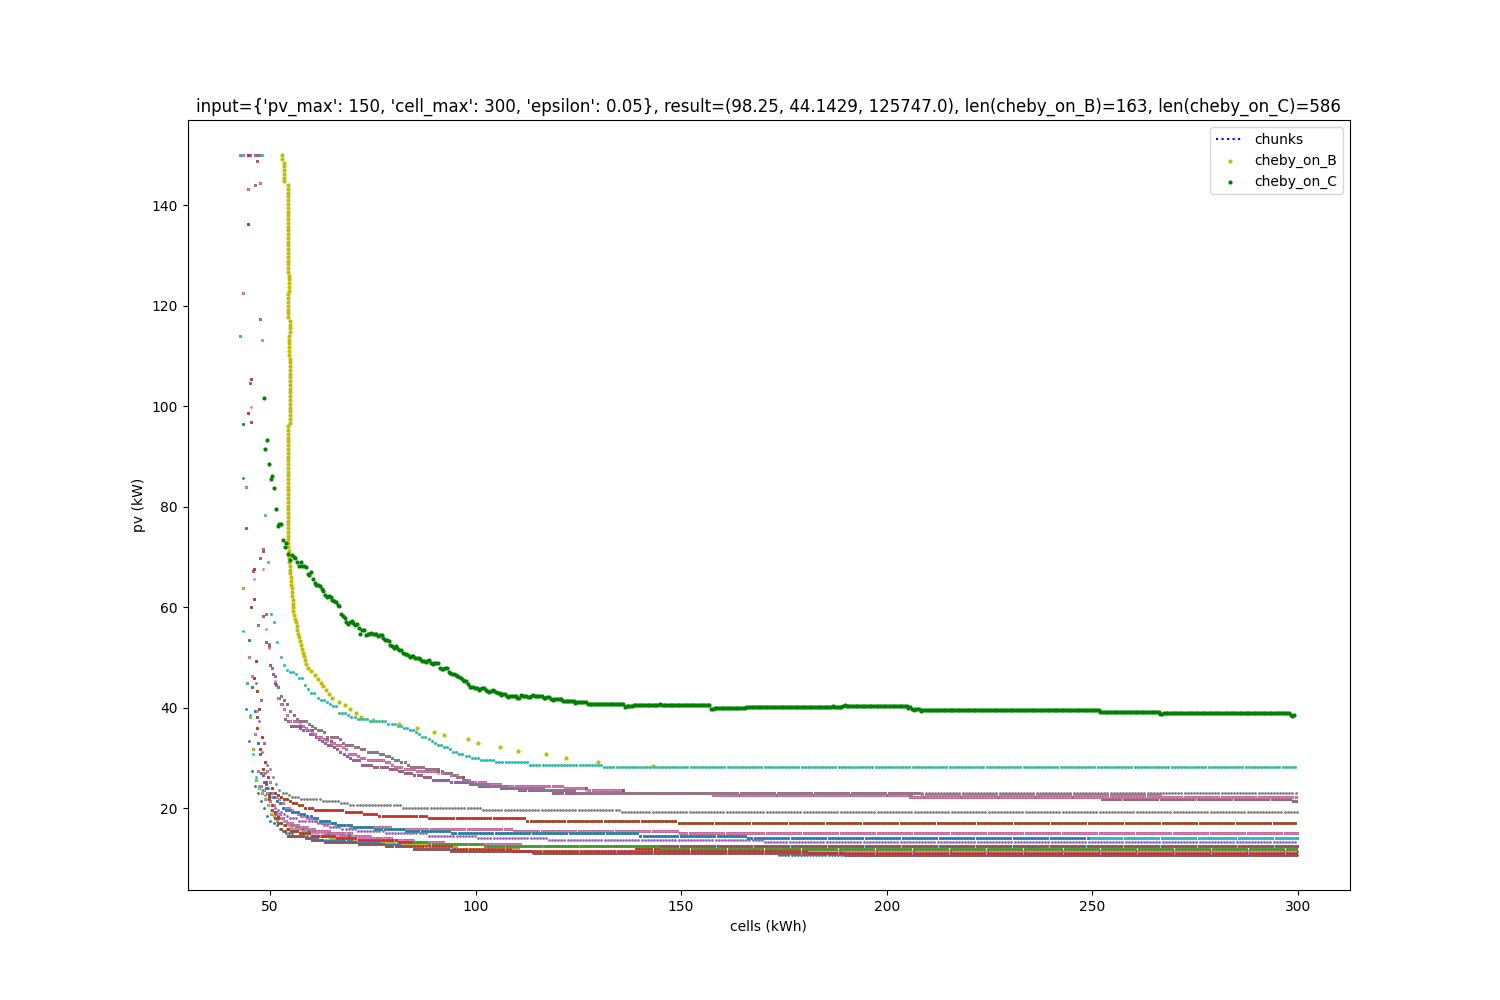 input={'pv_max': 150, 'cell_max': 300, 'epsilon': 0.05}, result=(98.25, 44.1429, 125747.0), len(cheby_on_B)=163, len(cheby_on_C)=586
chunks
cheby_on_B
cheby_on_C
140
120
100
80
60
40
20
pv (kW)
50 100 150 200 250 300
cells (kWh)